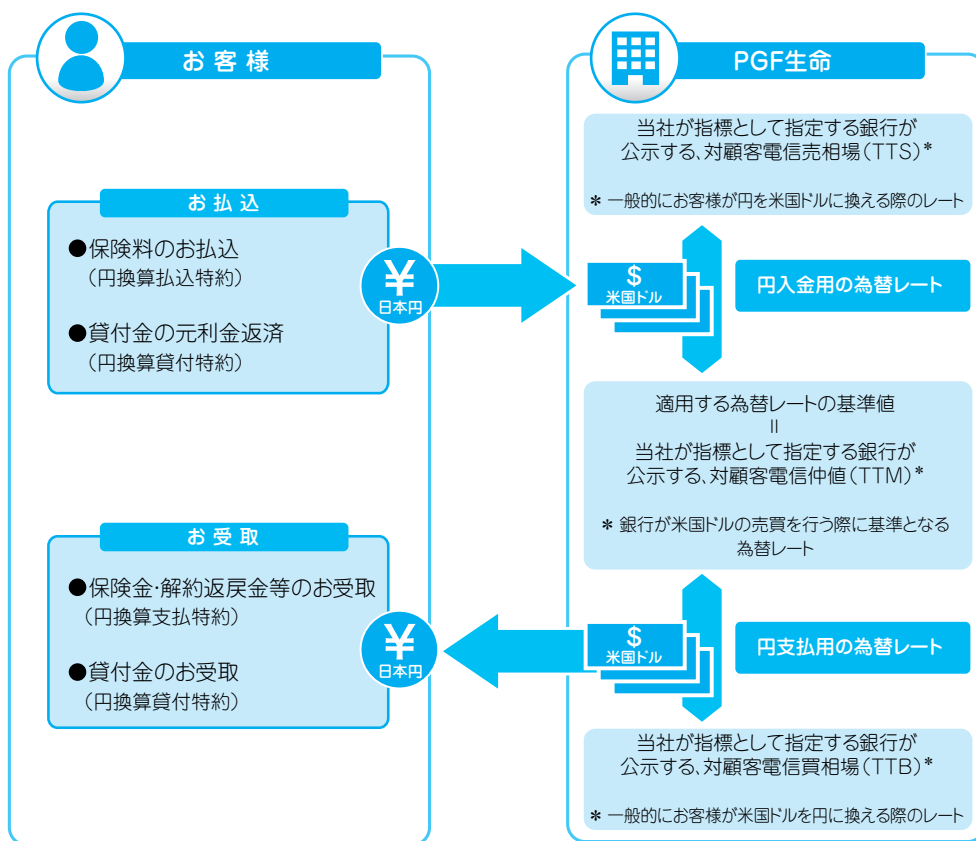 お客様
お払込
●保険料のお払込
（円換算払込特約）
●貸付金の元利金返済
（円換算貸付特約）
¥
日本円
お受取
●保険金・解約返戻金等のお受取
（円換算支払特約）
●貸付金のお受取
（円換算貸付特約）
¥
日本円
PGF生命
当社が指標として指定する銀行が
公示する、対顧客電信売相場（TTS）*
* 一般的にお客様が円を米国ドルに換える際のレート
$
米国ドル
円入金用の為替レート
適用する為替レートの基準値
＝
当社が指標として指定する銀行が
公示する、対顧客電信仲値（TTM）*
* 銀行が米国ドルの売買を行う際に基準となる
為替レート
$
米国ドル
円支払用の為替レート
当社が指標として指定する銀行が
公示する、対顧客電信買相場（TTB）*
* 一般的にお客様が米国ドルを円に換える際のレート